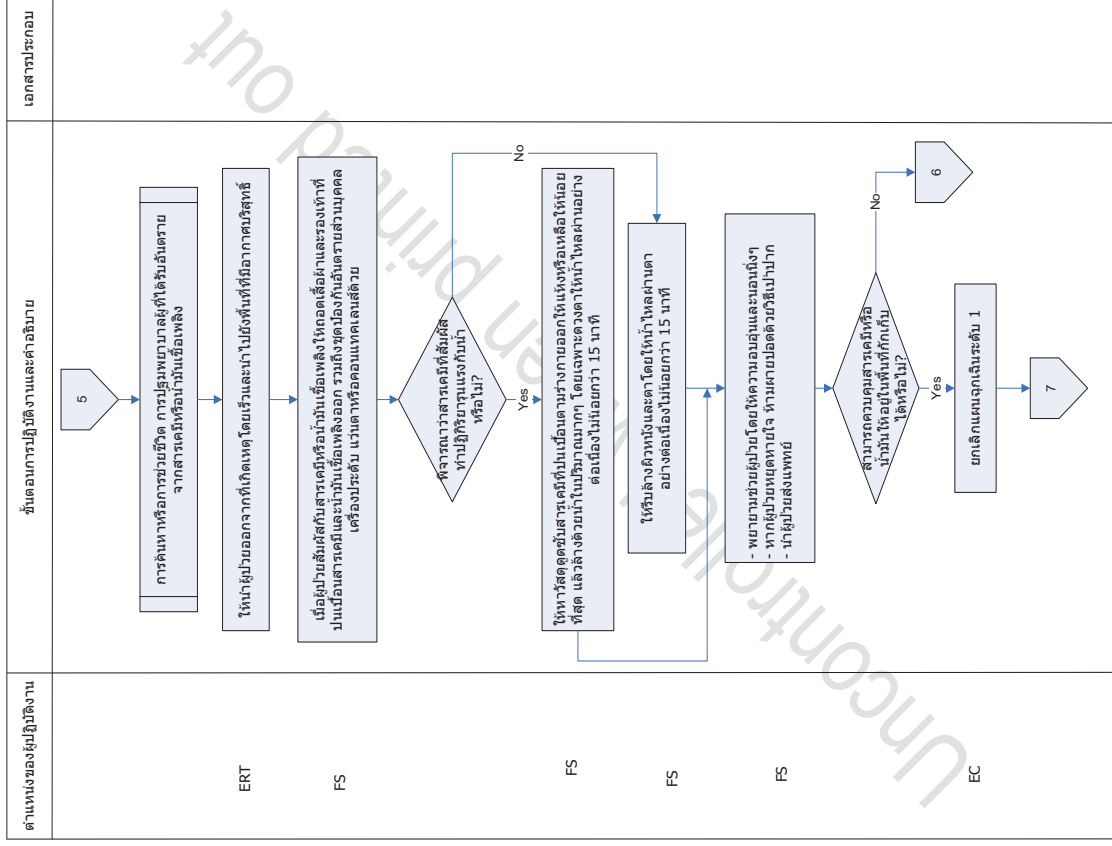 ตำแหน่งของผู้ปฏิบัติงาน
ขั้นตอนการปฏิบัติงานและคำอธิบาย
เอกสารประกอบ
5
การค้นหาหรือการช่วยชีวิต การปฐมพยาบาลผู้ที่ได้รับอันตราย
จากสารเคมีหรือน้ำมันเชื้อเพลิง
ERT
ให้นำผู้ป่วยออกจากที่เกิดเหตุโดยเร็วและนำไปยังพื้นที่ที่มีอากาศบริสุทธิ์
FS
เมื่อผู้ป่วยสัมผัสกับสารเคมีหรือน้ำมันเชื้อเพลิงให้ถอดเสื้อผ้าและรองเท้าที่
ปนเปื้อนสารเคมีและน้ำมันเชื้อเพลิงออก รวมถึงชุดป้องกันอันตรายส่วนบุคคล
เครื่องประดับ แว่นตาหรือคอนแทคเลนส์ด้วย
พิจารณาว่าสารเคมีที่สัมผัส
ทำปฏิกิริยารุนแรงกับน้ำ
หรือไม่?
No
Yes
FS
ให้หาวัสดุดูดซับสารเคมีที่ปนเปื้อนตามร่างกายออกให้แห้งหรือเหลือให้น้อย
ที่สุด แล้วล้างด้วยน้ำในปริมาณมากๆ โดยเฉพาะดวงตาให้น้ำไหลผ่านอย่าง
ต่อเนื่องไม่น้อยกว่า 15 นาที
FS
ให้รีบล้างผิวหนังและตาโดยให้น้ำไหลผ่านตา
อย่างต่อเนื่องไม่น้อยกว่า 15 นาที
FS
- พยายามช่วยผู้ป่วยโดยให้ความอบอุ่นและนอนนิ่งๆ
- หากผู้ป่วยหยุดหายใจ ห้ามผายปอดด้วยวิธีเป่าปาก
- นำผู้ป่วยส่งแพทย์
สามารถควบคุมสารเคมีหรือ
น้ำมันให้อยู่ในพื้นที่กักเก็บ
ได้หรือไม่?
No
6
Yes
EC
ยกเลิกแผนฉุกเฉินระดับ 1
7
Uncontrolled when printed out